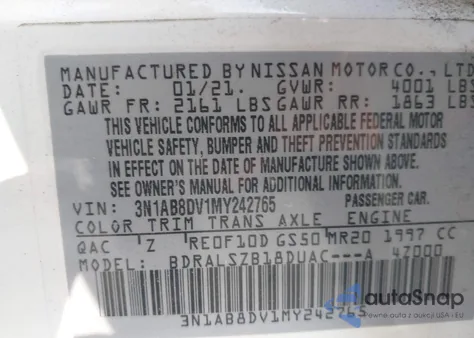 MANUFACTURED BY NISSAN MOTOR CO., LTD
DATE: 01/21. GVWR: 4001 LBS
GAWR FR: 2161 LBS GAWR RR: 1863 LBS
THIS VEHICLE CONFORMS TO ALL APPLICABLE FEDERAL MOTOR
VEHICLE SAFETY, BUMPER AND THEFT PREVENTION STANDARDS
IN EFFECT ON THE DATE OF MANUFACTURE SHOWN ABOVE.
SEE OWNER'S MANUAL FOR ADDITIONAL INFORMATION.
VIN: 3N1AB8DV1MY242765 PASSENGER CAR.
COLOR TRIM TRANS AXLE ENGINE
QAC Z RE0F10D GS50 MR20 1997 CC
MODEL: BDRALSZB18DUAC---A 47000
3N1AB8DV1MY242765
autoSnap